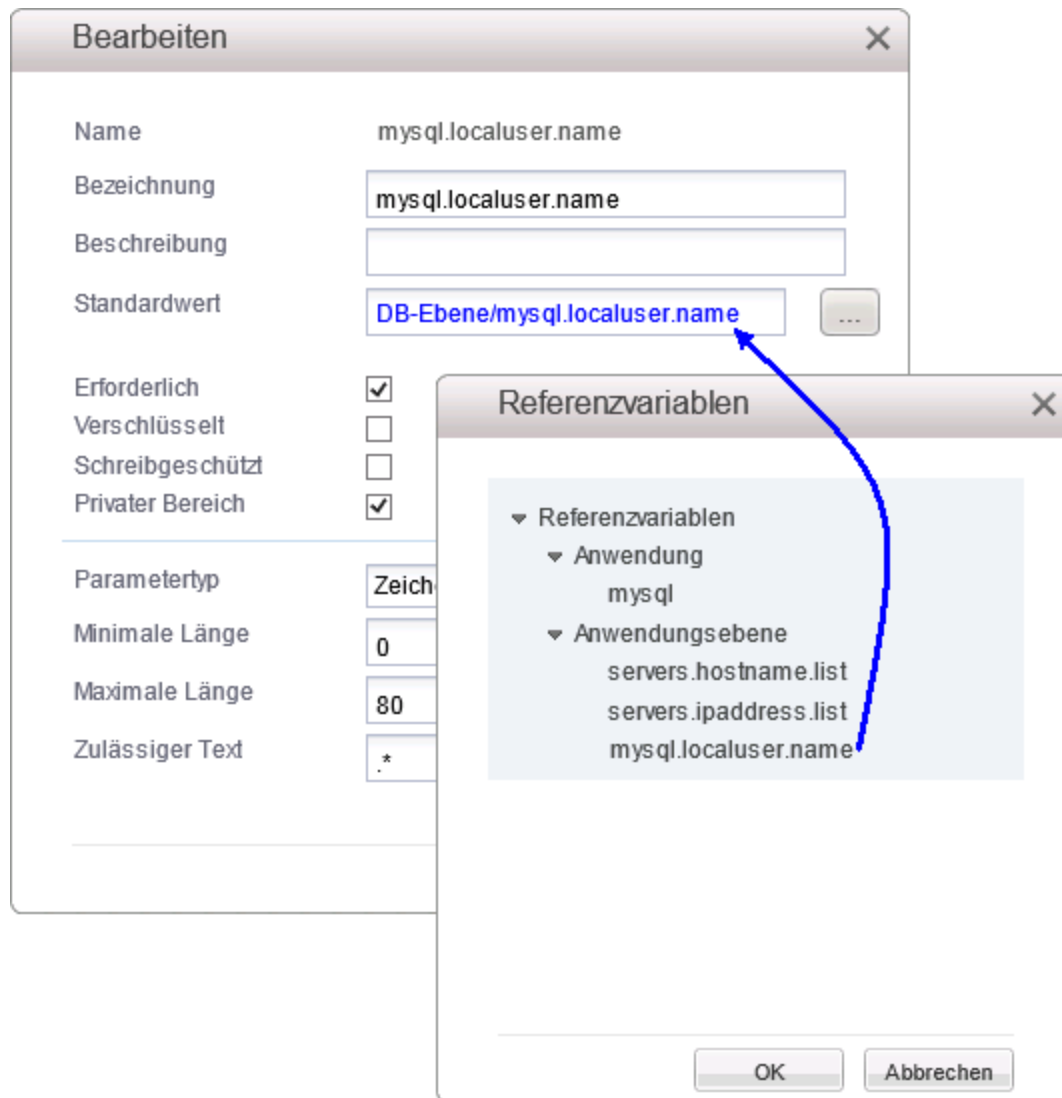 Bearbeiten
Name mysql.localuser.name
Bezeichnung mysql.localuser.name
Beschreibung
Standardwert DB-Ebene/mysql.localuser.name ...
Erforderlich
Verschlüsselt
Schreibgeschützt
Privater Bereich
Parametertyp Zeich
Minimale Länge 0
Maximale Länge 80
Zulässiger Text .*
Referenzvariablen
Referenzvariablen
Anwendung
mysql
Anwendungsebene
servers.hostname.list
servers.ipaddress.list
mysql.localuser.name
OK Abbrechen